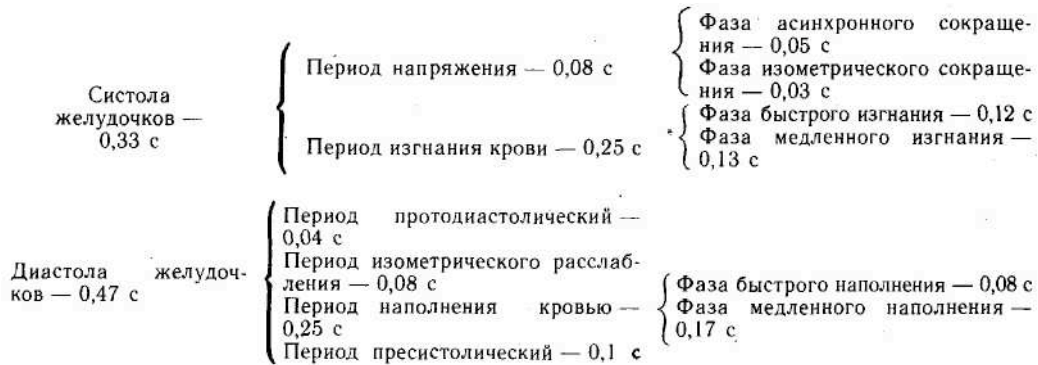 Систола
желудочков —
0,33 с
Период напряжения — 0,08 с
Фаза асинхронного сокраще-
ния — 0,05 с
Фаза изометрического сокраще-
ния — 0,03 с
Период изгнания крови — 0,25 с
Фаза быстрого изгнания — 0,12 с
Фаза медленного изгнания —
0,13 с
Диастола желудоч-
ков — 0,47 с
Период протодиастолический —
0,04 с
Период изометрического расслаб-
ления — 0,08 с
Период наполнения кровью —
0,25 с
Фаза быстрого наполнения — 0,08 с
Фаза медленного наполнения —
0,17 с
Период пресистолический — 0,1 с